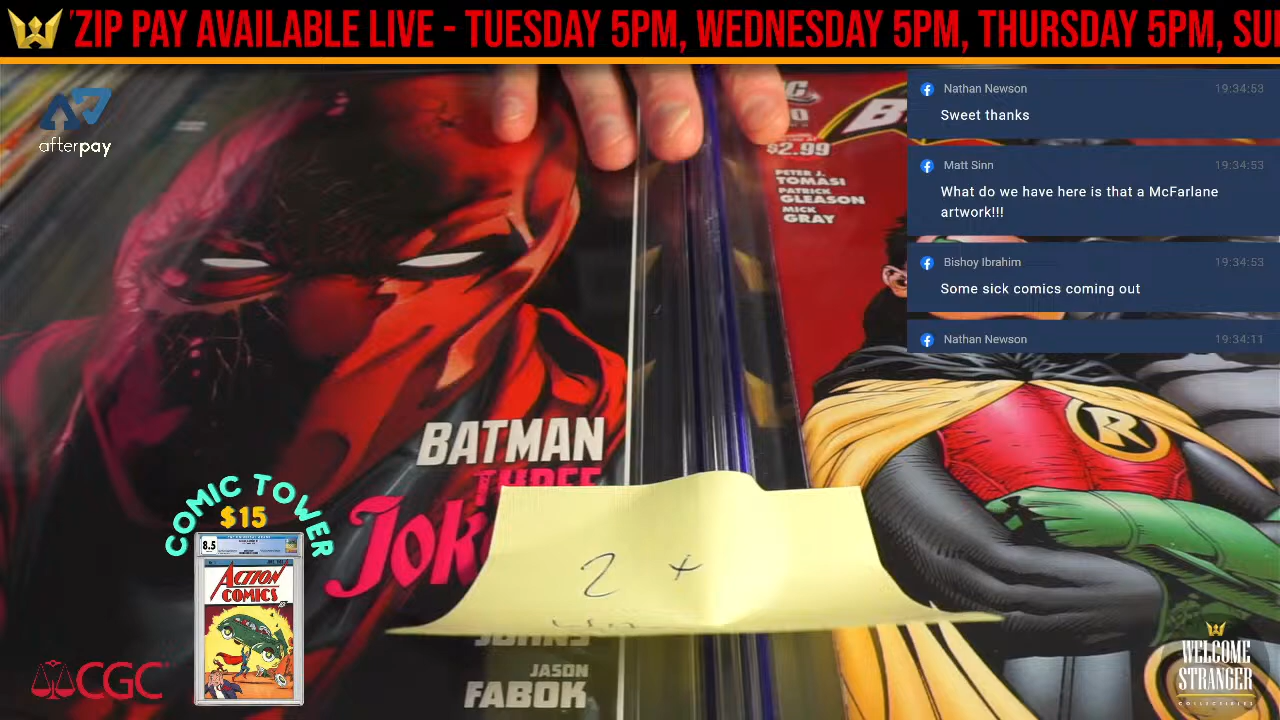 ZIP PAY AVAILABLE LIVE - TUESDAY 5PM, WEDNESDAY 5PM, THURSDAY 5PM,
afterpay
$2.99
PETER J.
TOMASI
PATRICK
GLEASON
MICK
GRAY
Nathan Newson 19:34:53
Sweet thanks
Matt Sinn 19:34:53
What do we have here is that a McFarlane
artwork!!!
Bishoy Ibrahim 19:34:53
Some sick comics coming out
Nathan Newson 19:34:11
R
BATMAN
THREE
2 +
JOHNS
JASON
FABOK
COMIC TOWER
$15
8.5
ACTION
COMICS
CGC
WELCOME
STRANGER
COLLECTIBLES